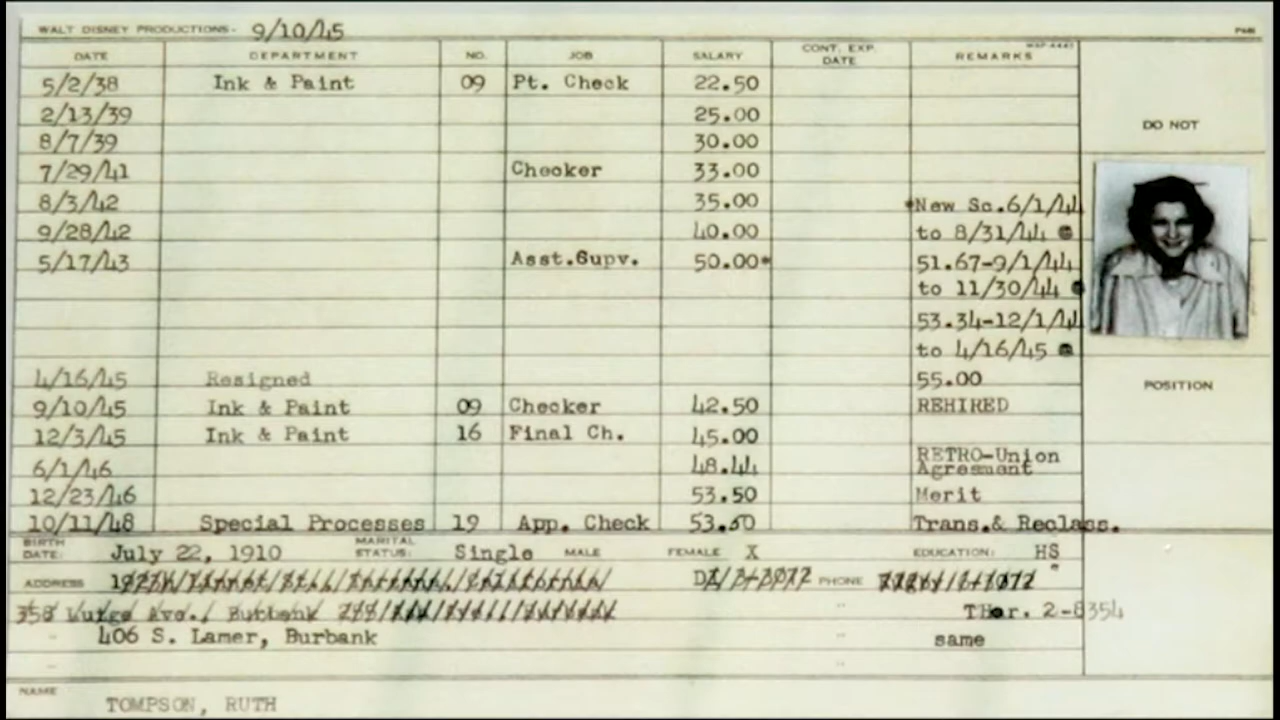 WALT DISNEY PRODUCTIONS- 9/10/45
DATE DEPARTMENT NO. JOB SALARY CONT. EXP. DATE REMARKS
5/2/38 Ink & Paint 09 Pt. Check 22.50
2/13/39 25.00
DO NOT
8/7/39 30.00
7/29/41 Checker 33.00
8/3/42 35.00 *New Sc.6/1/44
9/28/42 40.00 to 8/31/44 @
5/17/43 Asst.Supv. 50.00* 51.67-9/1/44
to 11/30/44 @
53.34-12/1/44
to 4/16/45 @
4/16/45 Resigned 55.00
POSITION
9/10/45 Ink & Paint 09 Checker 42.50 REHIRED
12/3/45 Ink & Paint 16 Final Ch. 45.00
6/1/46 48.44 RETRO-Union Agreement
12/23/46 53.50 Merit
10/11/48 Special Processes 19 App. Check 53.50 Trans.& Reclass.
BIRTH DATE: July 22, 1910 MARITAL STATUS: Single MALE FEMALE X EDUCATION: HS
ADDRESS PHONE
358 Ave., Burbank THor. 2-8354
406 S. Lamer, Burbank same
NAME
TOMPSON, RUTH